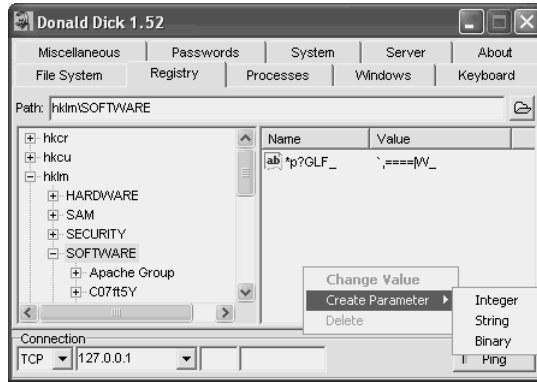 Donald Dick 1.52
Miscellaneous Passwords System Server About
File System Registry Processes Windows Keyboard
Path: hklm\SOFTWARE
hkcr
hkcu
hklm
HARDWARE
SAM
SECURITY
SOFTWARE
Apache Group
C07ft5Y
Name Value
ab *p?GLF_ `,====|W_
Change Value
Create Parameter
Delete
Integer
String
Binary
Connection
TCP 127.0.0.1
Ping